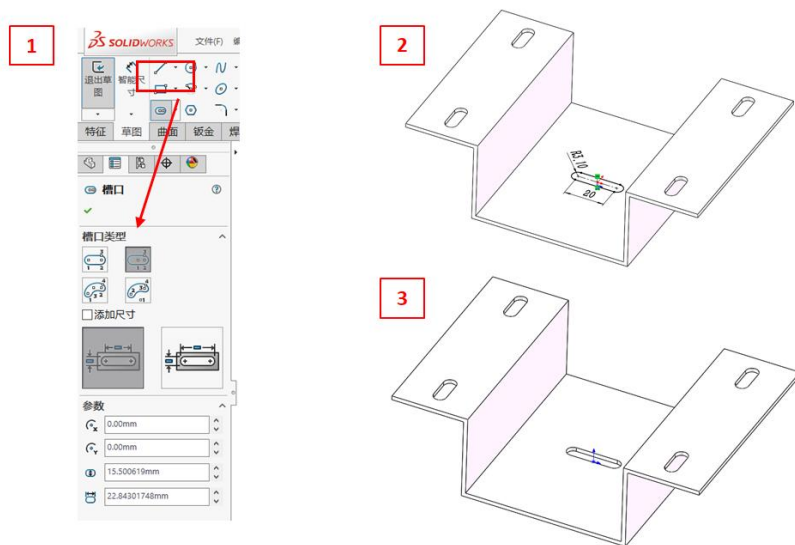 1
SOLIDWORKS
文件(F)
退出草图
智能尺寸
特征 草图 曲面 钣金 焊
槽口
槽口类型
添加尺寸
参数
0.00mm
0.00mm
15.500619mm
22.84301748mm
2
R3.10
20
3